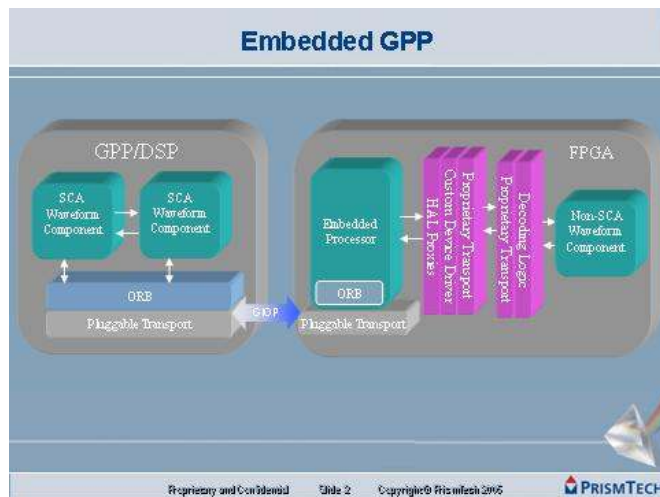 Embedded GPP
GPP/DSP
SCA
Waveform
Component
SCA
Waveform
Component
ORB
Pluggable Transport
GIOP
FPGA
Embedded
Processor
ORB
Pluggable Transport
HAL Proxies
Custom Device Driver
Proprietary Transport
Proprietary Transport
Decoding Logic
Non-SCA
Waveform
Component
Proprietary and Confidential Slide 2 Copyright © PrismTech 2005
PRISMTECH